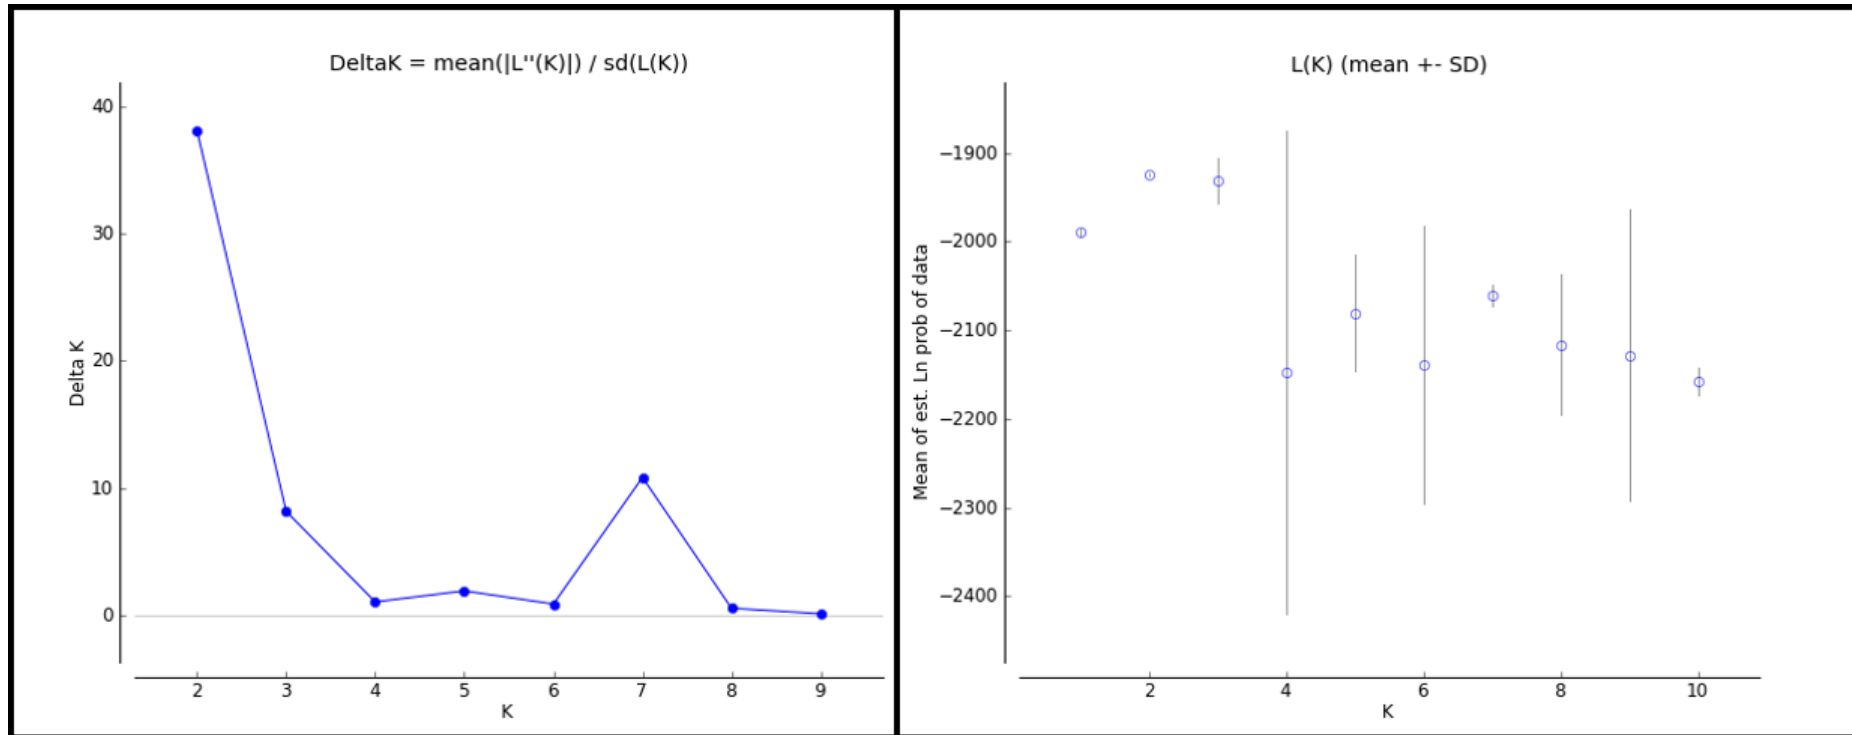 DeltaK = mean(|L''(K)|) / sd(L(K))
40
30
20
10
0
Delta K
2 3 4 5 6 7 8 9
K
L(K) (mean +- SD)
−1900
−2000
−2100
−2200
−2300
−2400
Mean of est. Ln prob of data
2 4 6 8 10
K